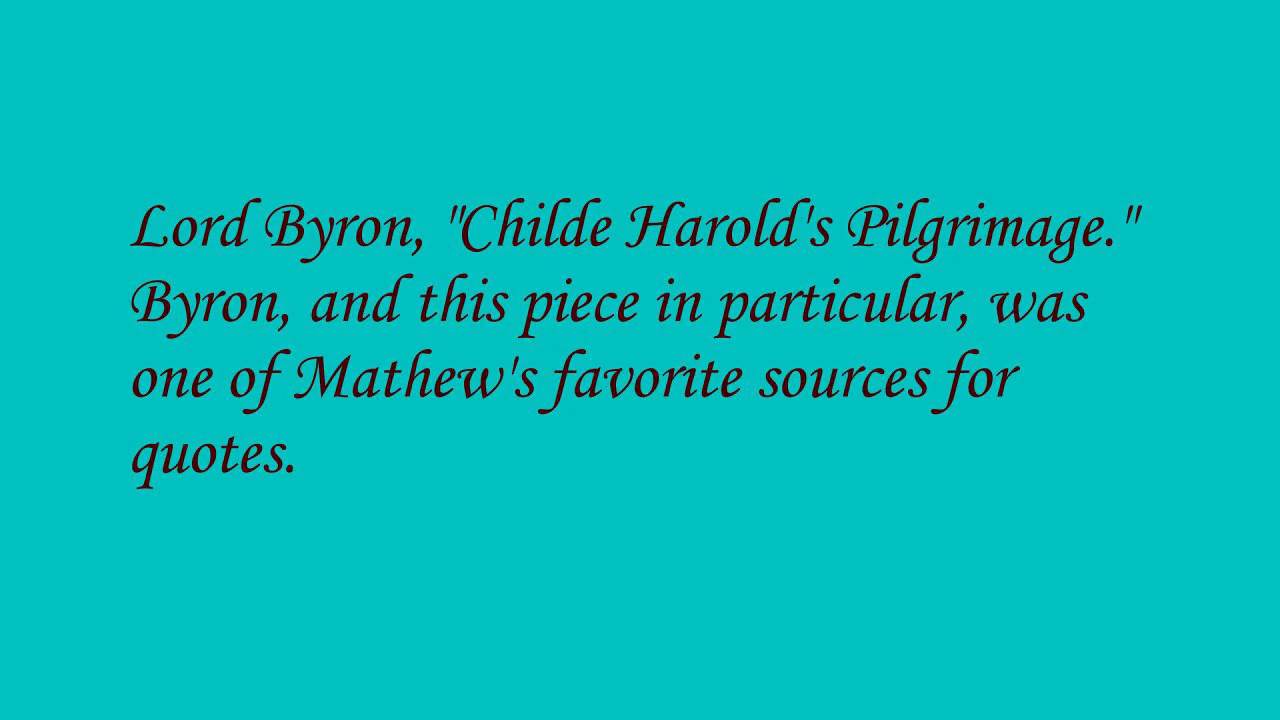 Lord Byron, "Childe Harold's Pilgrimage."
Byron, and this piece in particular, was
one of Mathew's favorite sources for
quotes.